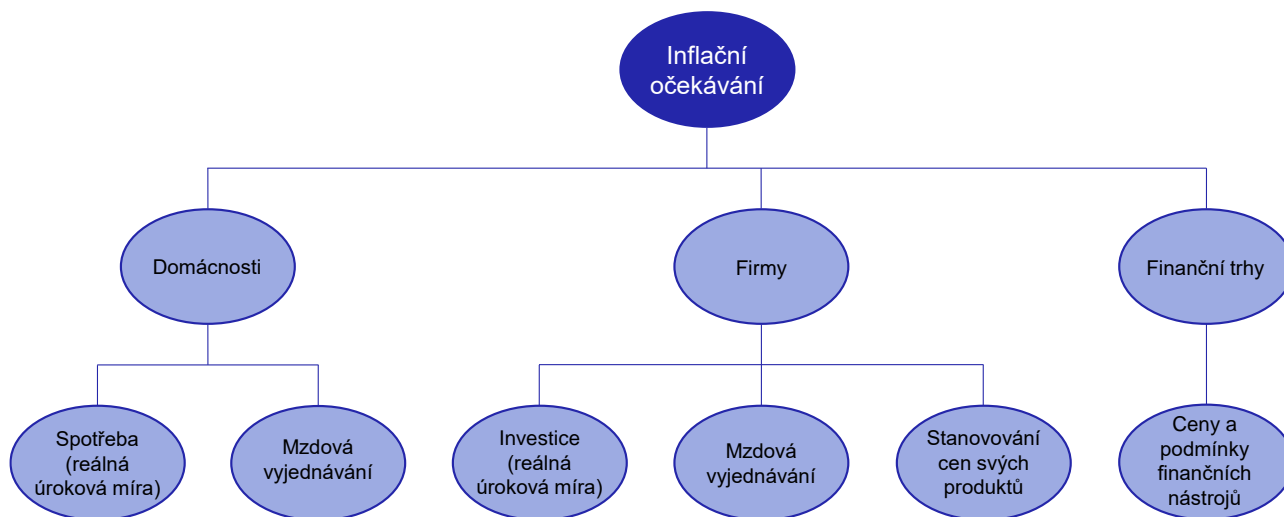 Inflační
očekávání
Domácnosti
Firmy
Finanční trhy
Spotřeba
(reálná
úroková míra)
Mzdová
vyjednávání
Investice
(reálná
úroková míra)
Mzdová
vyjednávání
Stanovování
cen svých
produktů
Ceny a
podmínky
finančních
nástrojů